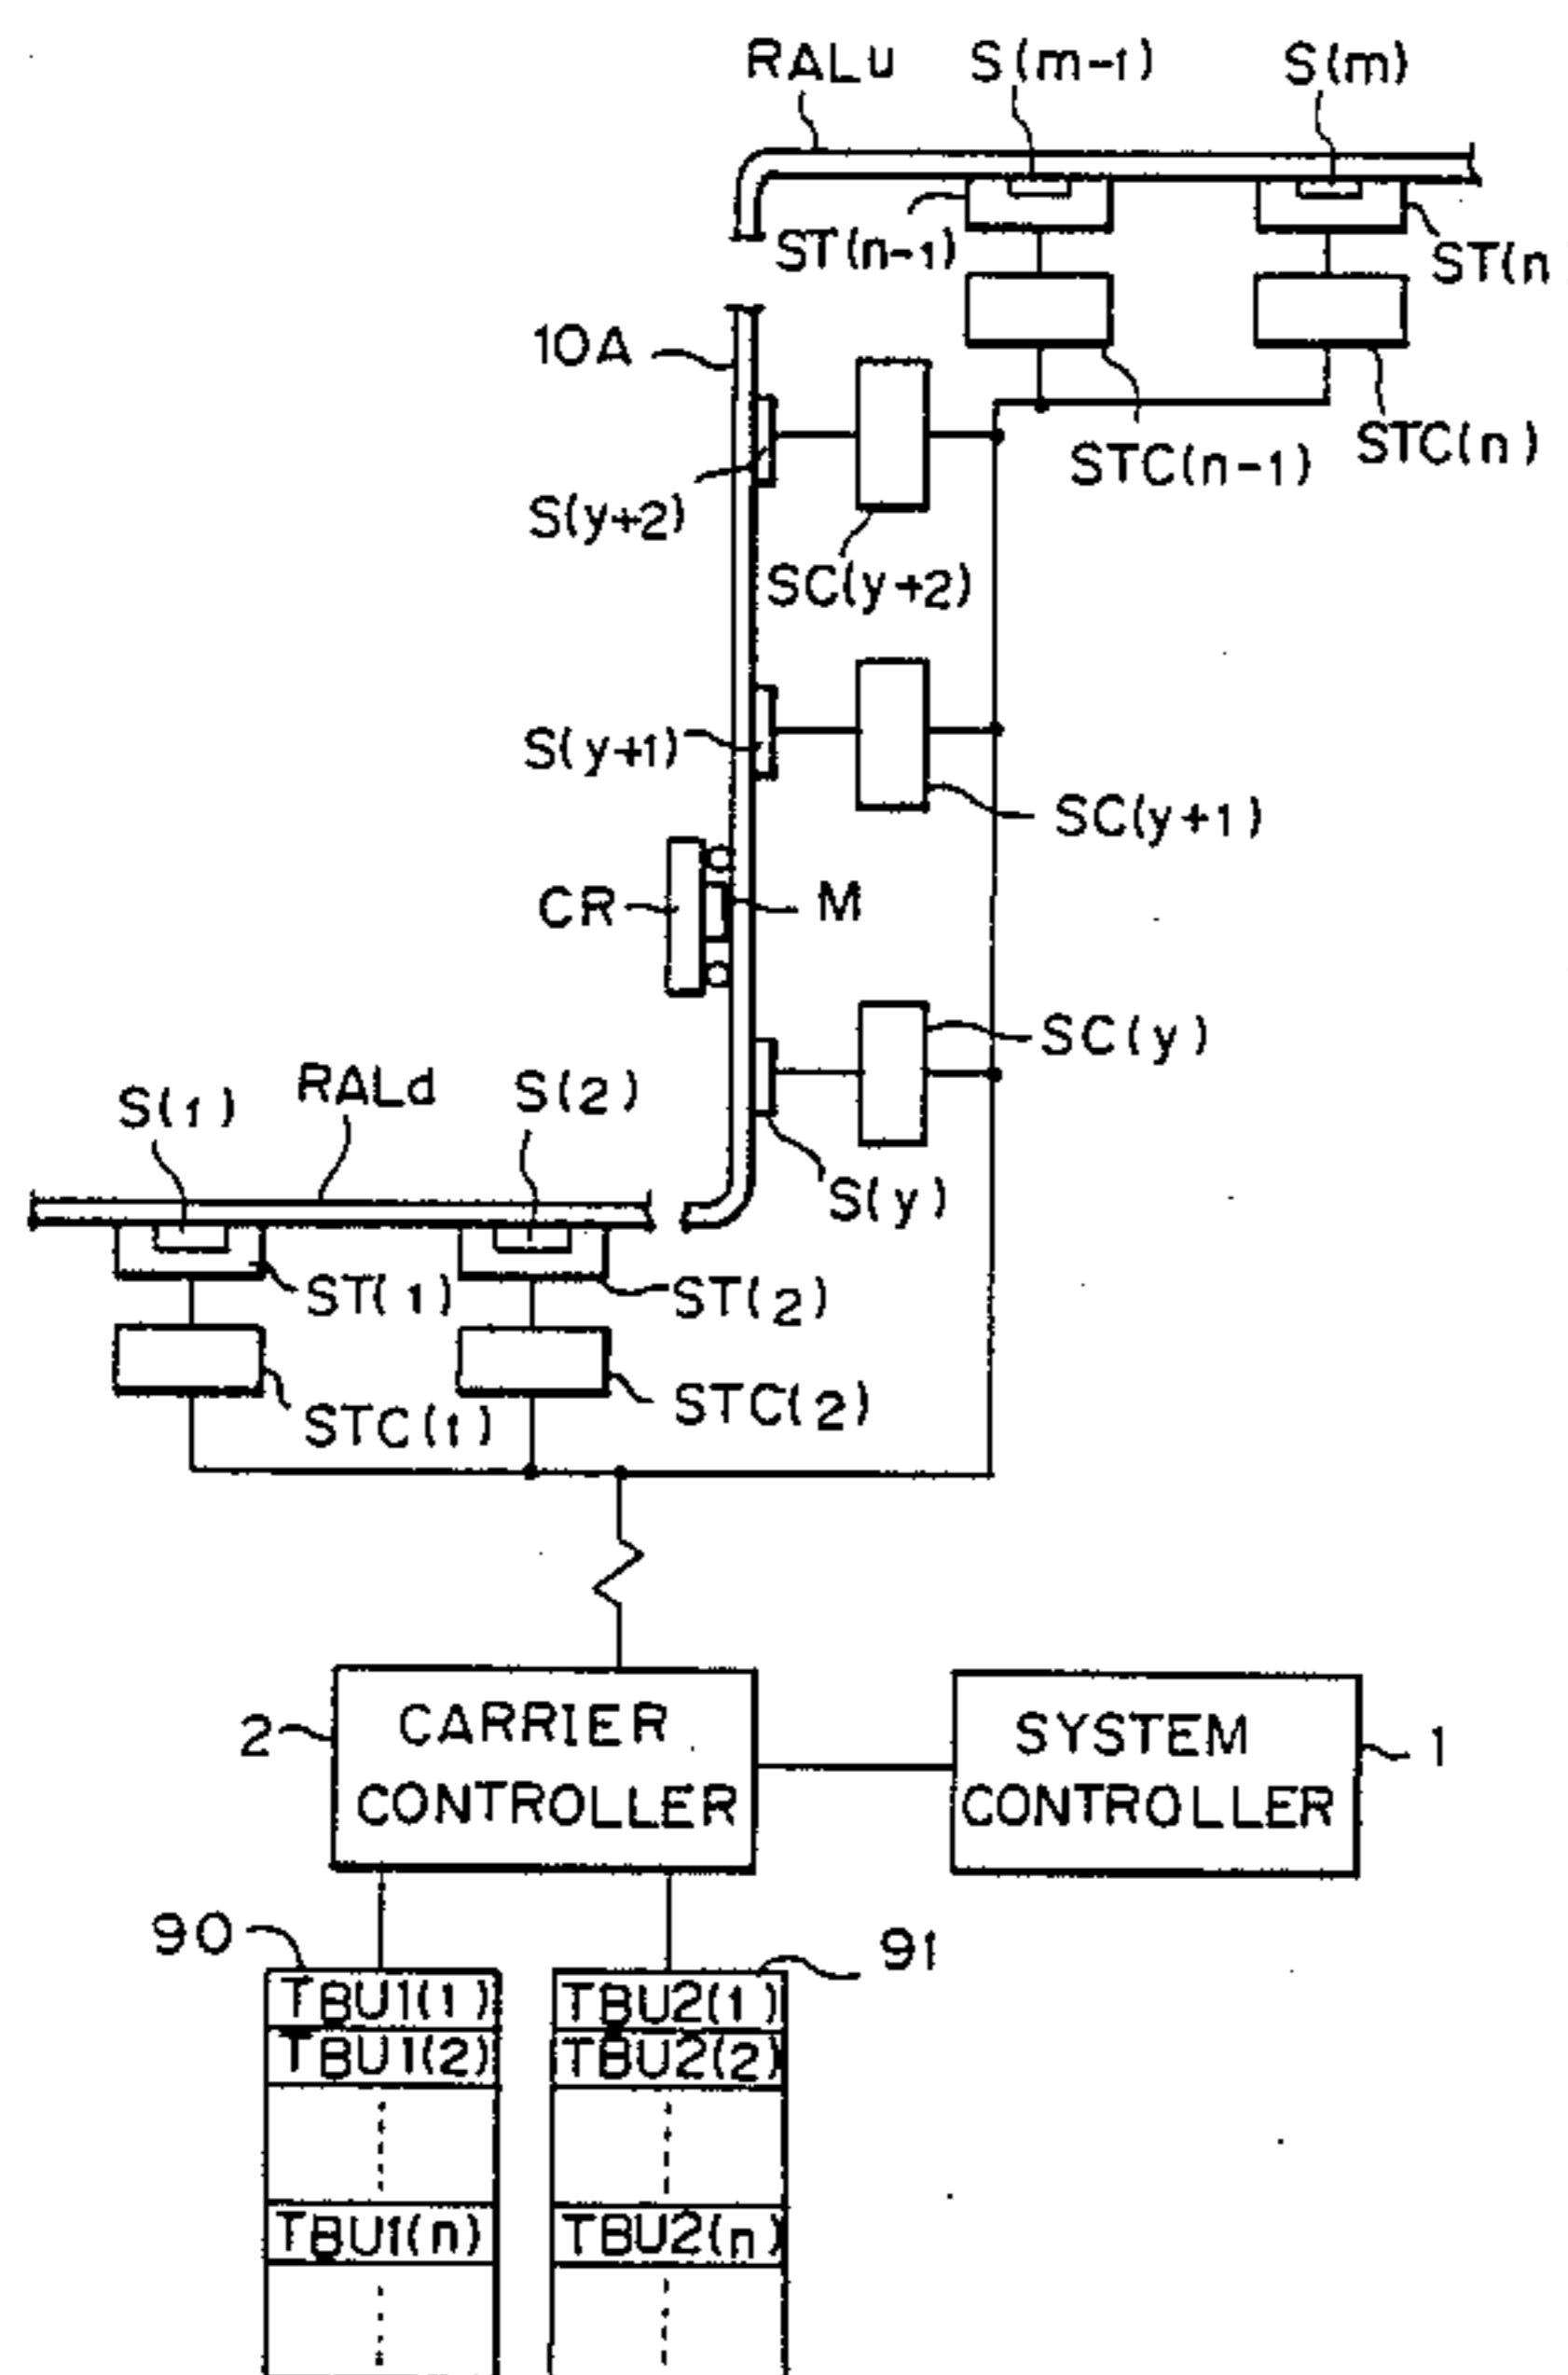 RALu
S(m-1)
S(m)
ST(n-1)
ST(n
10A
STC(n-1)
STC(n)
S(y+2)
SC(y+2)
S(y+1)
SC(y+1)
CR
M
SC(y)
S(1)
RALd
S(2)
S(y)
ST(1)
ST(2)
STC(1)
STC(2)
2
CARRIER
CONTROLLER
SYSTEM
CONTROLLER
1
90
91
TBU1(1)
TBU2(1)
TBU1(2)
TBU2(2)
TBU1(n)
TBU2(n)